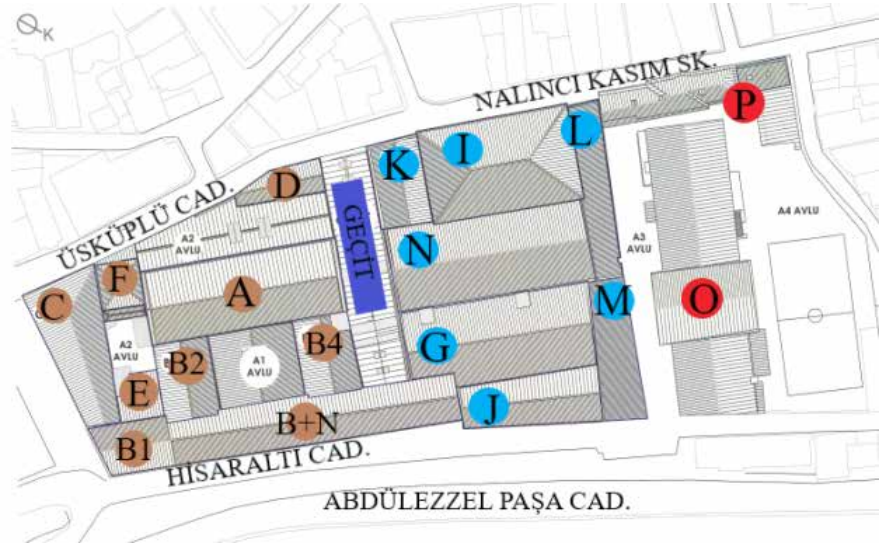 K
NALINCI KASIM SK.
P
L
I
K
D
ÜSKÜPLÜ CAD.
A2
AVLU
GEÇİT
A3
AVLU
A4 AVLU
N
F
C
A
M
O
A2
AVLU
B2
A1
AVLU
B4
G
E
J
B+N
B1
HİSARALTI CAD.
ABDÜLEZZEL PAŞA CAD.